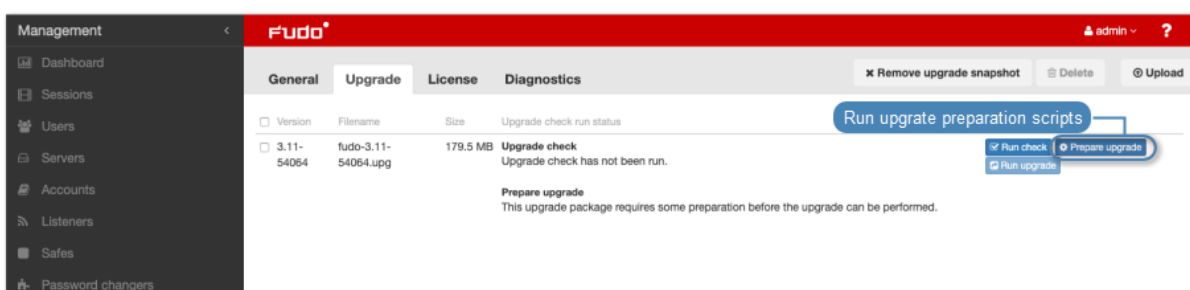 Management
Fudo
admin
?
Dashboard
Sessions
Users
Servers
Accounts
Listeners
Safes
Password changers
General
Upgrade
License
Diagnostics
Remove upgrade snapshot
Delete
Upload
Run upgrate preparation scripts
Version
Filename
Size
Upgrade check run status
3.11-
54064
fudo-3.11-
54064.upg
179.5 MB
Upgrade check
Upgrade check has not been run.
Run check
Prepare upgrade
Run upgrade
Prepare upgrade
This upgrade package requires some preparation before the upgrade can be performed.